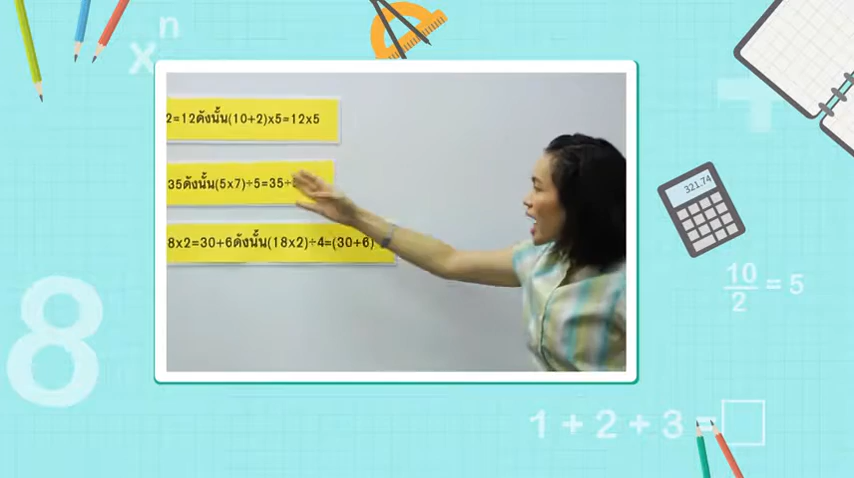 xⁿ
2=12ดังนั้น(10+2)x5=12x5
35ดังนั้น(5x7)÷5=35÷
8x2=30+6ดังนั้น(18x2)÷4=(30+6)
321.74
10/2 = 5
8
1 + 2 + 3 =